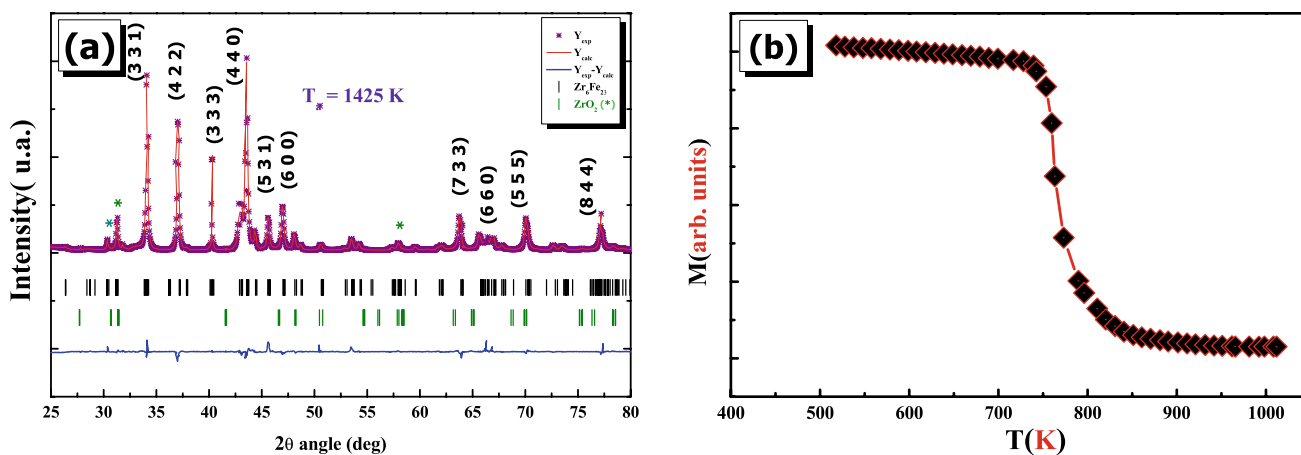 (a)
(3 3 1)
(4 2 2)
(3 3 3)
(4 4 0)
(5 3 1)
(6 0 0)
(7 3 3)
(6 6 0)
(5 5 5)
(8 4 4)
T = 1425 K
*
*
*
Y_exp
Y_calc
Y_exp-Y_calc
Zr_6Fe_23
ZrO_2 (*)
Intensity( u.a.)
25 30 35 40 45 50 55 60 65 70 75 80
2θ angle (deg)
(b)
M(arb. units)
400 500 600 700 800 900 1000
T(K)